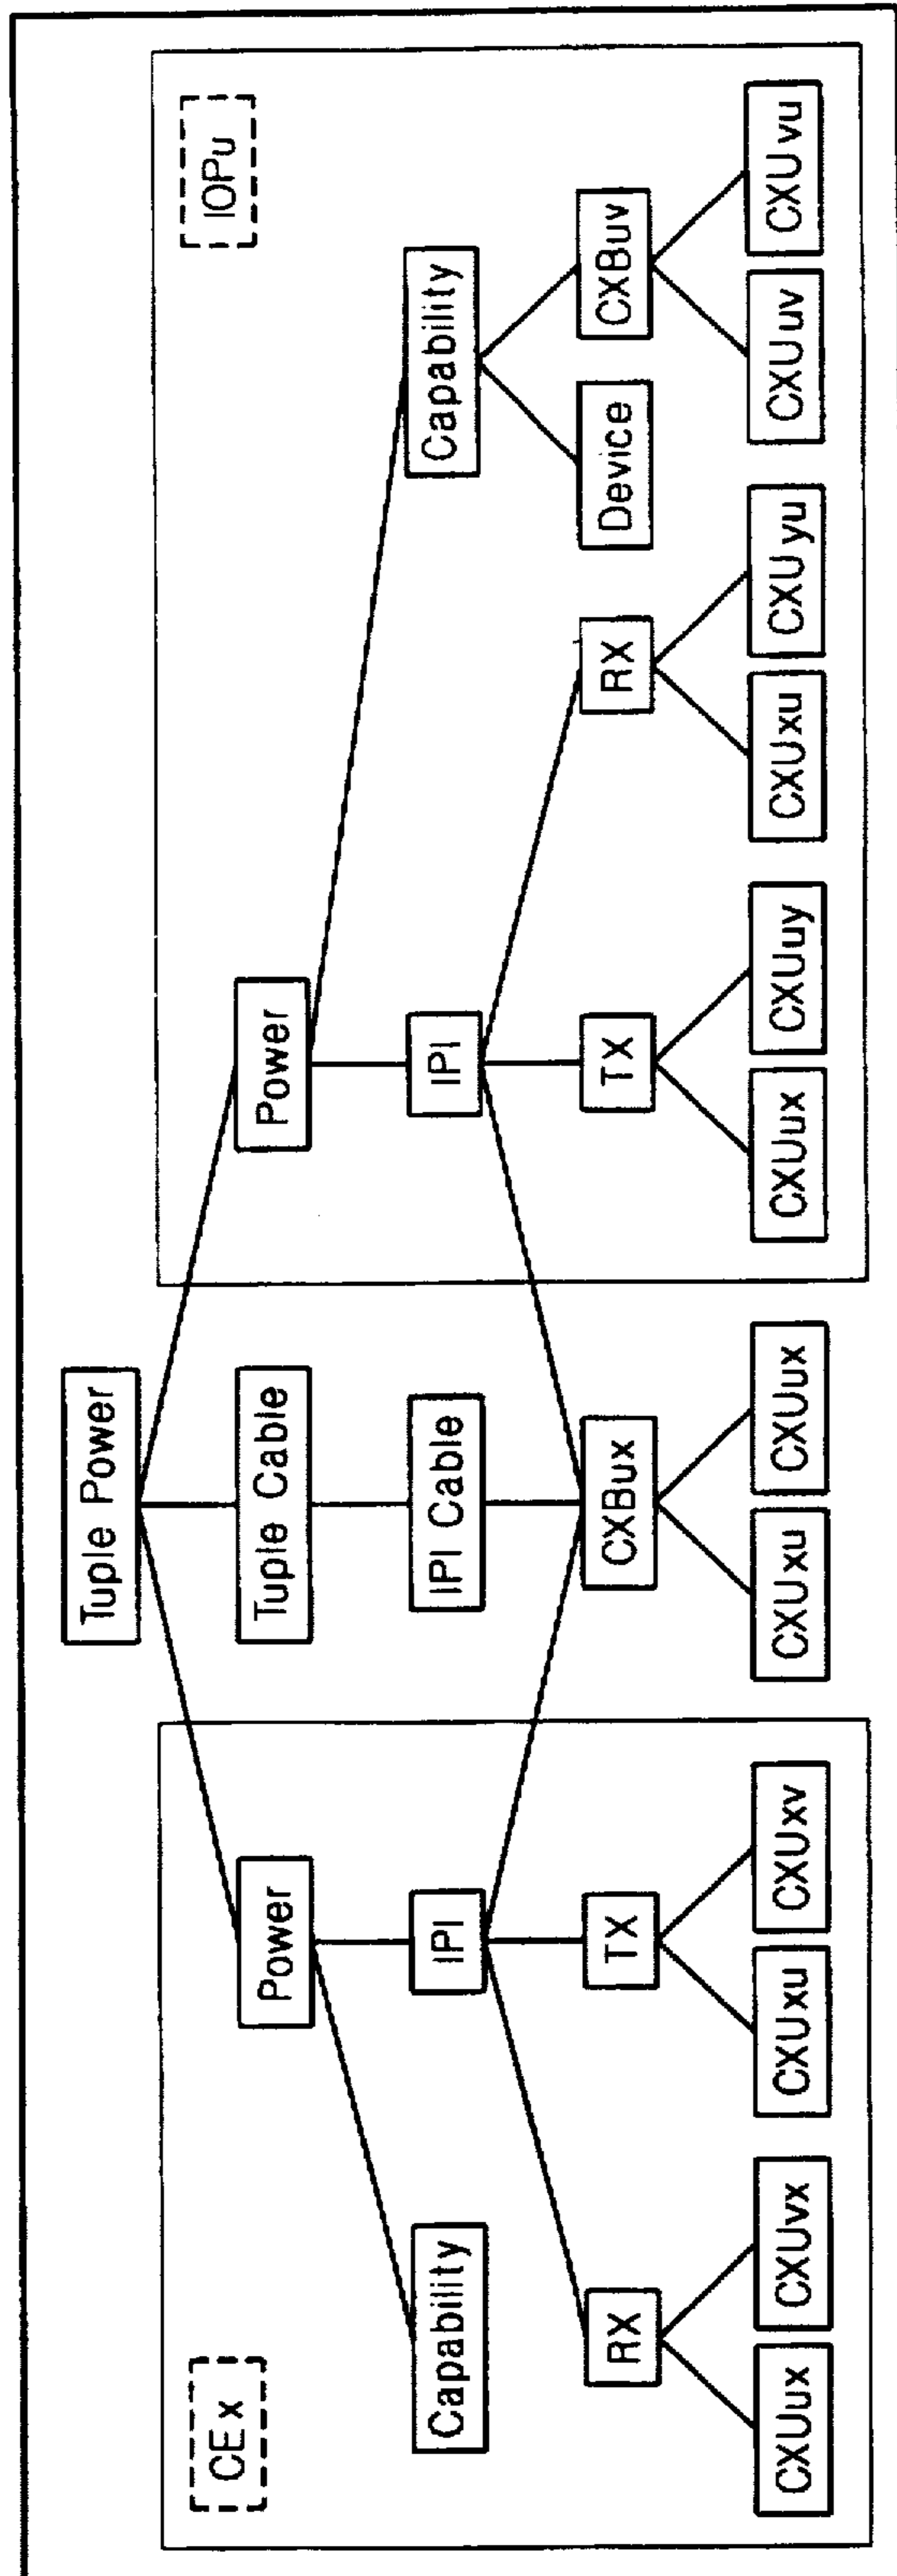 Tuple Power
CEx
IOPu
Power
Tuple Cable
Power
Capability
IPI
IPI Cable
IPI
Capability
RX
TX
CXBux
TX
RX
Device
CXBuv
CXUux
CXUvx
CXUxu
CXUxv
CXUxu
CXUux
CXUux
CXUuy
CXUxu
CXUyu
CXUuv
CXUvu